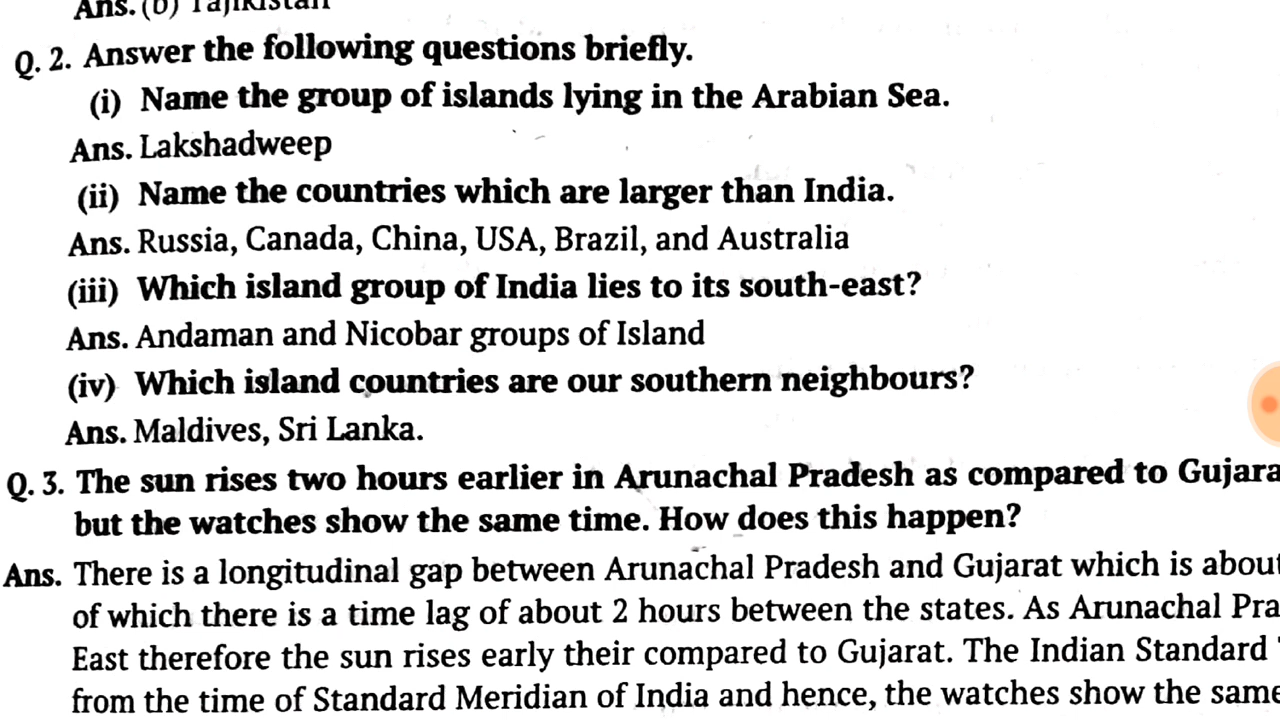 Ans. (b) Tajikistan
Q. 2. Answer the following questions briefly.
(i) Name the group of islands lying in the Arabian Sea.
Ans. Lakshadweep
(ii) Name the countries which are larger than India.
Ans. Russia, Canada, China, USA, Brazil, and Australia
(iii) Which island group of India lies to its south-east?
Ans. Andaman and Nicobar groups of Island
(iv) Which island countries are our southern neighbours?
Ans. Maldives, Sri Lanka.
Q. 3. The sun rises two hours earlier in Arunachal Pradesh as compared to Gujara
but the watches show the same time. How does this happen?
Ans. There is a longitudinal gap between Arunachal Pradesh and Gujarat which is about
of which there is a time lag of about 2 hours between the states. As Arunachal Pra
East therefore the sun rises early their compared to Gujarat. The Indian Standard
from the time of Standard Meridian of India and hence, the watches show the same